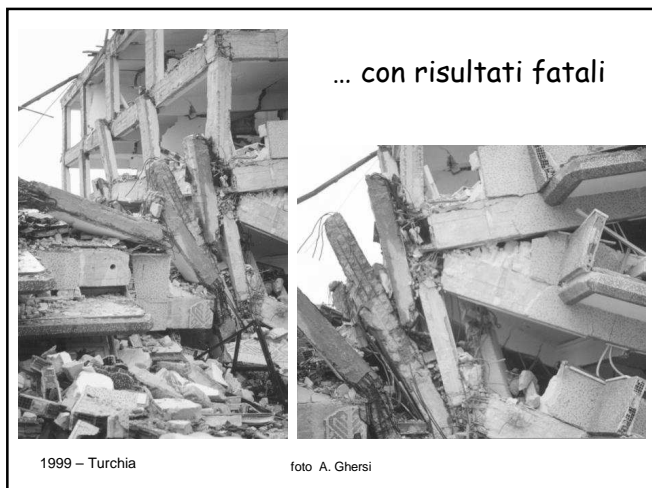 ... con risultati fatali
1999 – Turchia
foto A. Ghersi